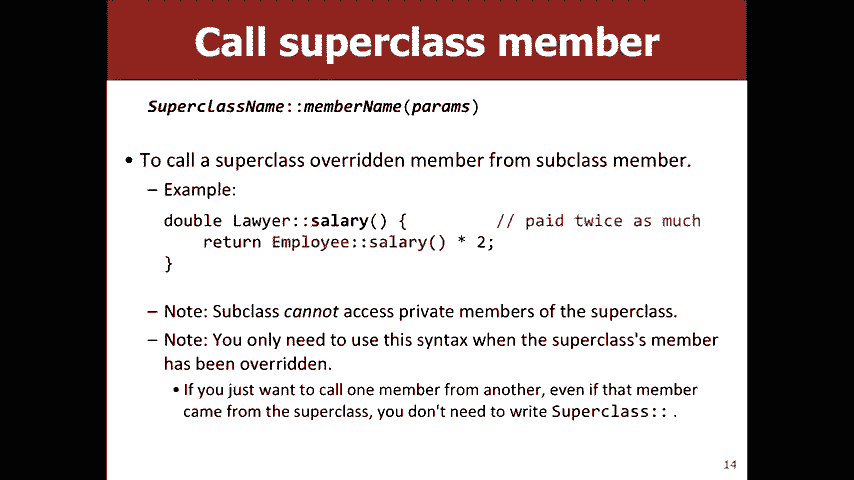 Call superclass member
SuperclassName::memberName(params)
• To call a superclass overridden member from subclass member.
– Example:
double Lawyer::salary() { // paid twice as much
return Employee::salary() * 2;
}
– Note: Subclass cannot access private members of the superclass.
– Note: You only need to use this syntax when the superclass's member
has been overridden.
• If you just want to call one member from another, even if that member
came from the superclass, you don't need to write Superclass:: .
14